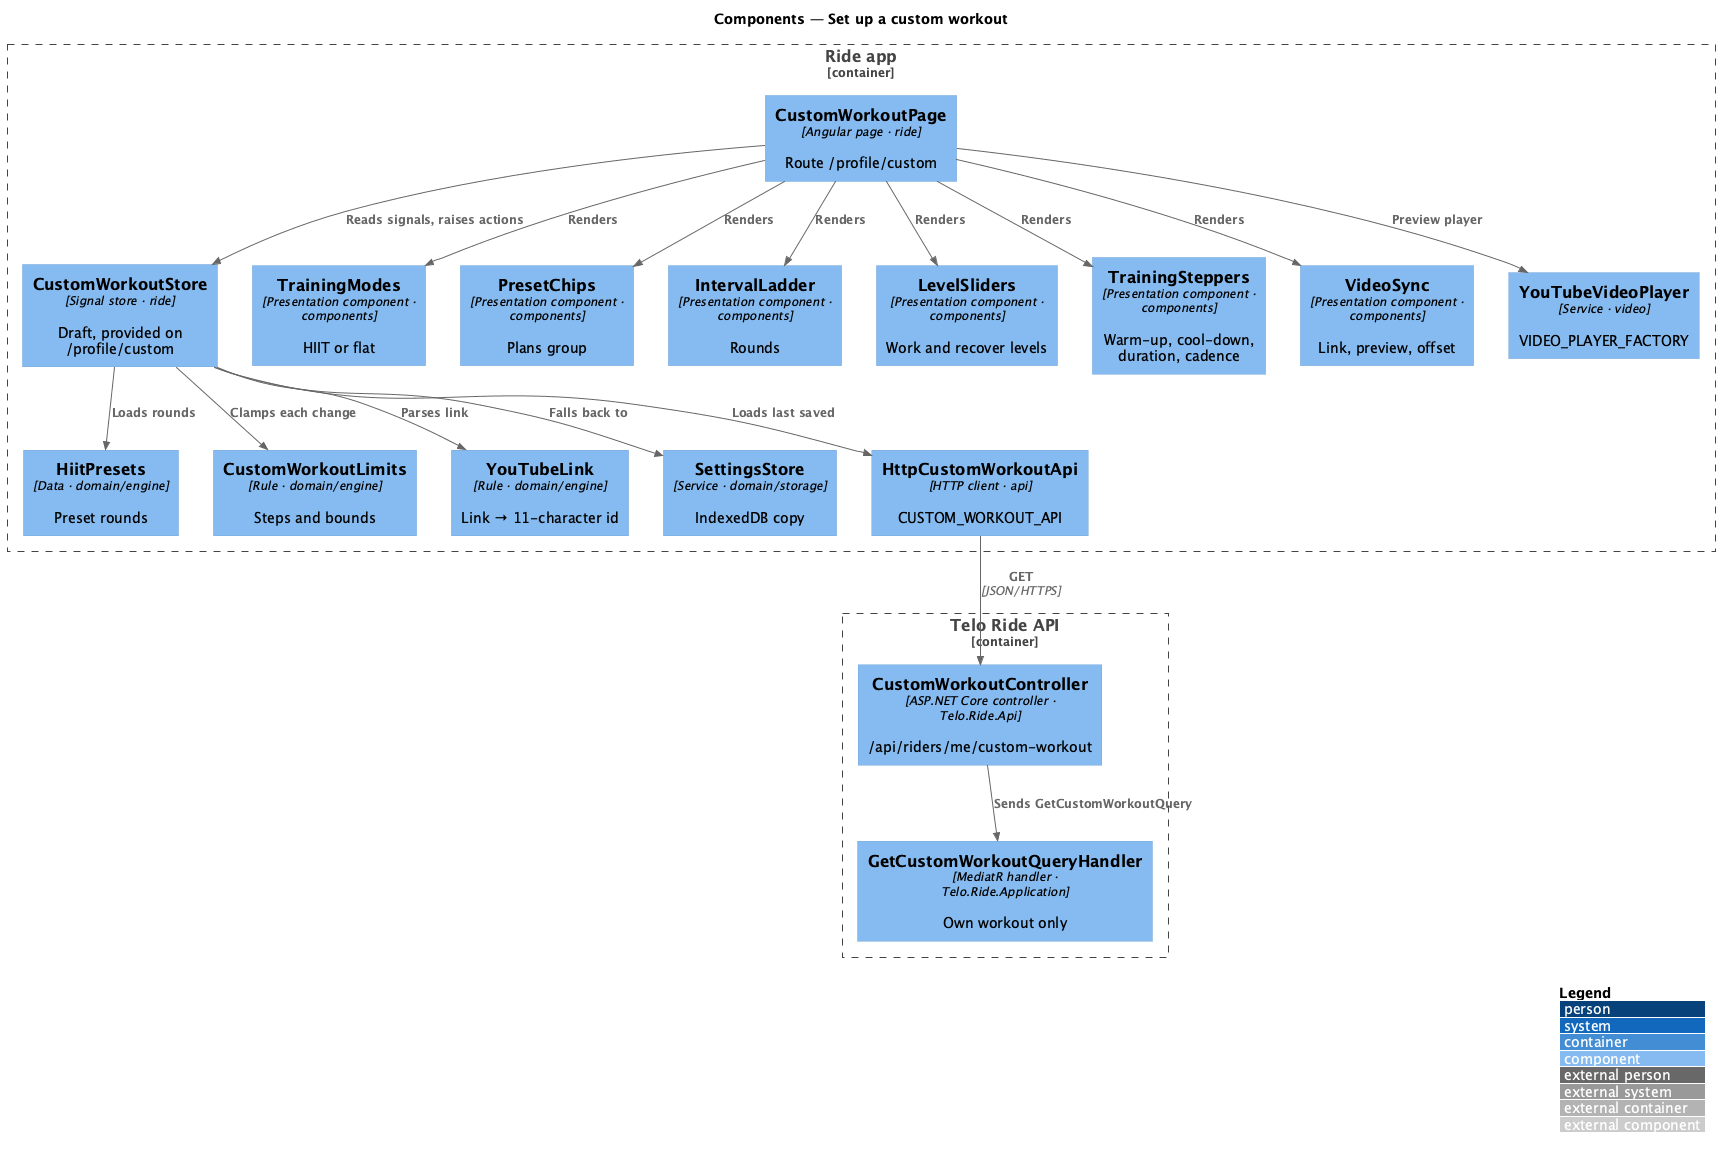 Components — Set up a custom workout
Ride app
[container]
CustomWorkoutPage
[Angular page · ride]
Route /profile/custom
Reads signals, raises actions
Renders
Renders
Renders
Renders
Renders
Renders
Preview player
CustomWorkoutStore
[Signal store · ride]
Draft, provided on
/profile/custom
TrainingModes
[Presentation component ·
components]
HIIT or flat
PresetChips
[Presentation component ·
components]
Plans group
IntervalLadder
[Presentation component ·
components]
Rounds
LevelSliders
[Presentation component ·
components]
Work and recover levels
TrainingSteppers
[Presentation component ·
components]
Warm-up, cool-down,
duration, cadence
VideoSync
[Presentation component ·
components]
Link, preview, offset
YouTubeVideoPlayer
[Service · video]
VIDEO_PLAYER_FACTORY
Loads rounds
Clamps each change
Parses link
Falls back to
Loads last saved
HiitPresets
[Data · domain/engine]
Preset rounds
CustomWorkoutLimits
[Rule · domain/engine]
Steps and bounds
YouTubeLink
[Rule · domain/engine]
Link → 11-character id
SettingsStore
[Service · domain/storage]
IndexedDB copy
HttpCustomWorkoutApi
[HTTP client · api]
CUSTOM_WORKOUT_API
GET
[JSON/HTTPS]
Telo Ride API
[container]
CustomWorkoutController
[ASP.NET Core controller ·
Telo.Ride.Api]
/api/riders/me/custom-workout
Sends GetCustomWorkoutQuery
GetCustomWorkoutQueryHandler
[MediatR handler ·
Telo.Ride.Application]
Own workout only
Legend
person
system
container
component
external person
external system
external container
external component